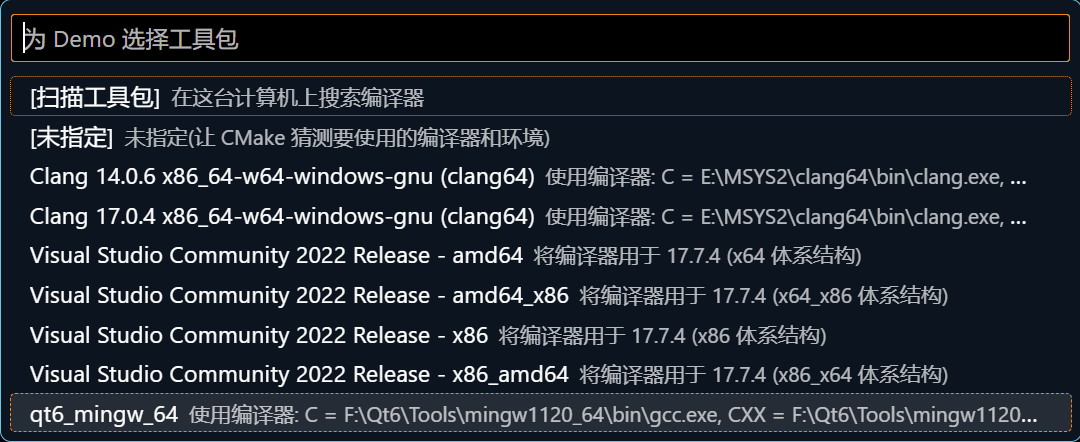 为 Demo 选择工具包
[扫描工具包] 在这台计算机上搜索编译器
[未指定] 未指定(让 CMake 猜测要使用的编译器和环境)
Clang 14.0.6 x86_64-w64-windows-gnu (clang64) 使用编译器: C = E:\MSYS2\clang64\bin\clang.exe, ...
Clang 17.0.4 x86_64-w64-windows-gnu (clang64) 使用编译器: C = E:\MSYS2\clang64\bin\clang.exe, ...
Visual Studio Community 2022 Release - amd64 将编译器用于 17.7.4 (x64 体系结构)
Visual Studio Community 2022 Release - amd64_x86 将编译器用于 17.7.4 (x64_x86 体系结构)
Visual Studio Community 2022 Release - x86 将编译器用于 17.7.4 (x86 体系结构)
Visual Studio Community 2022 Release - x86_amd64 将编译器用于 17.7.4 (x86_x64 体系结构)
qt6_mingw_64 使用编译器: C = F:\Qt6\Tools\mingw1120_64\bin\gcc.exe, CXX = F:\Qt6\Tools\mingw1120...